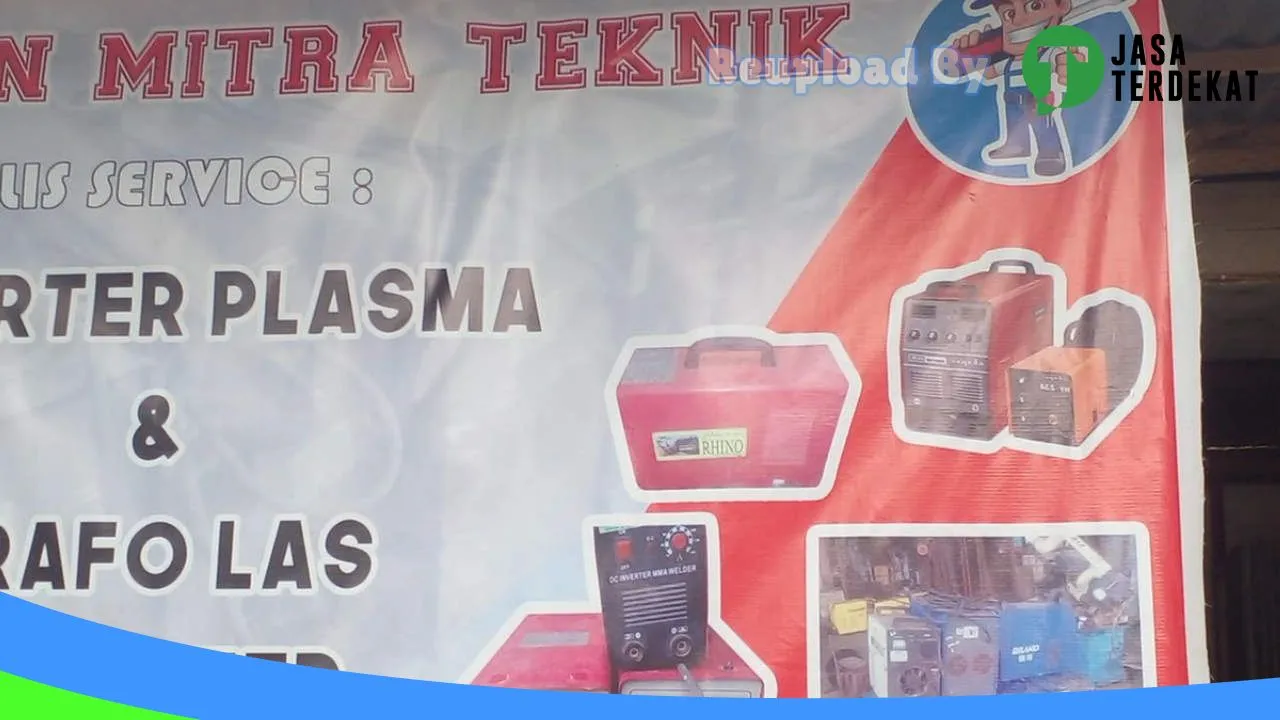 N MITRA TEKNIK
Reupload By
JASA
TERDEKAT
LIS SERVICE :
RTER PLASMA
&
RAFO LAS
RHINO
DC INVERTER MMA WELDER